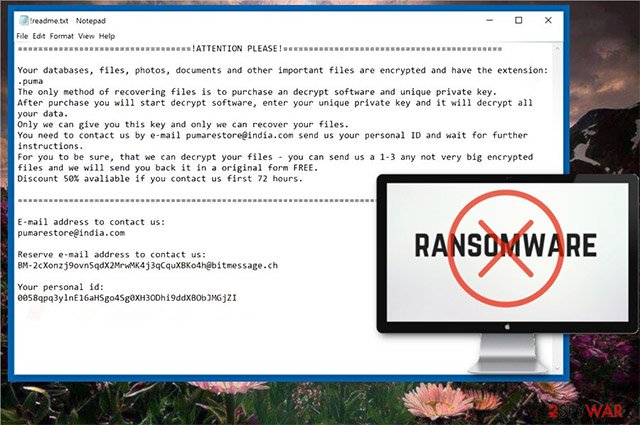 !readme.txt - Notepad
File Edit Format View Help
==================================!ATTENTION PLEASE!==========================================
Your databases, files, photos, documents and other important files are encrypted and have the extension:
.puma
The only method of recovering files is to purchase an decrypt software and unique private key.
After purchase you will start decrypt software, enter your unique private key and it will decrypt all
your data.
Only we can give you this key and only we can recover your files.
You need to contact us by e-mail pumarestore@india.com send us your personal ID and wait for further
instructions.
For you to be sure, that we can decrypt your files - you can send us a 1-3 any not very big encrypted
files and we will send you back it in a original form FREE.
Discount 50% avaliable if you contact us first 72 hours.
=====================================================================
E-mail address to contact us:
pumarestore@india.com
Reserve e-mail address to contact us:
BM-2cXonzj9ovn5qdX2MrwMK4j3qCquXBKo4h@bitmessage.ch
Your personal id:
0058qpq3ylnE16aHSgo4Sg0XH3ODhi9ddXBObJMGjZI
RANSOMWARE
2SPYWAR